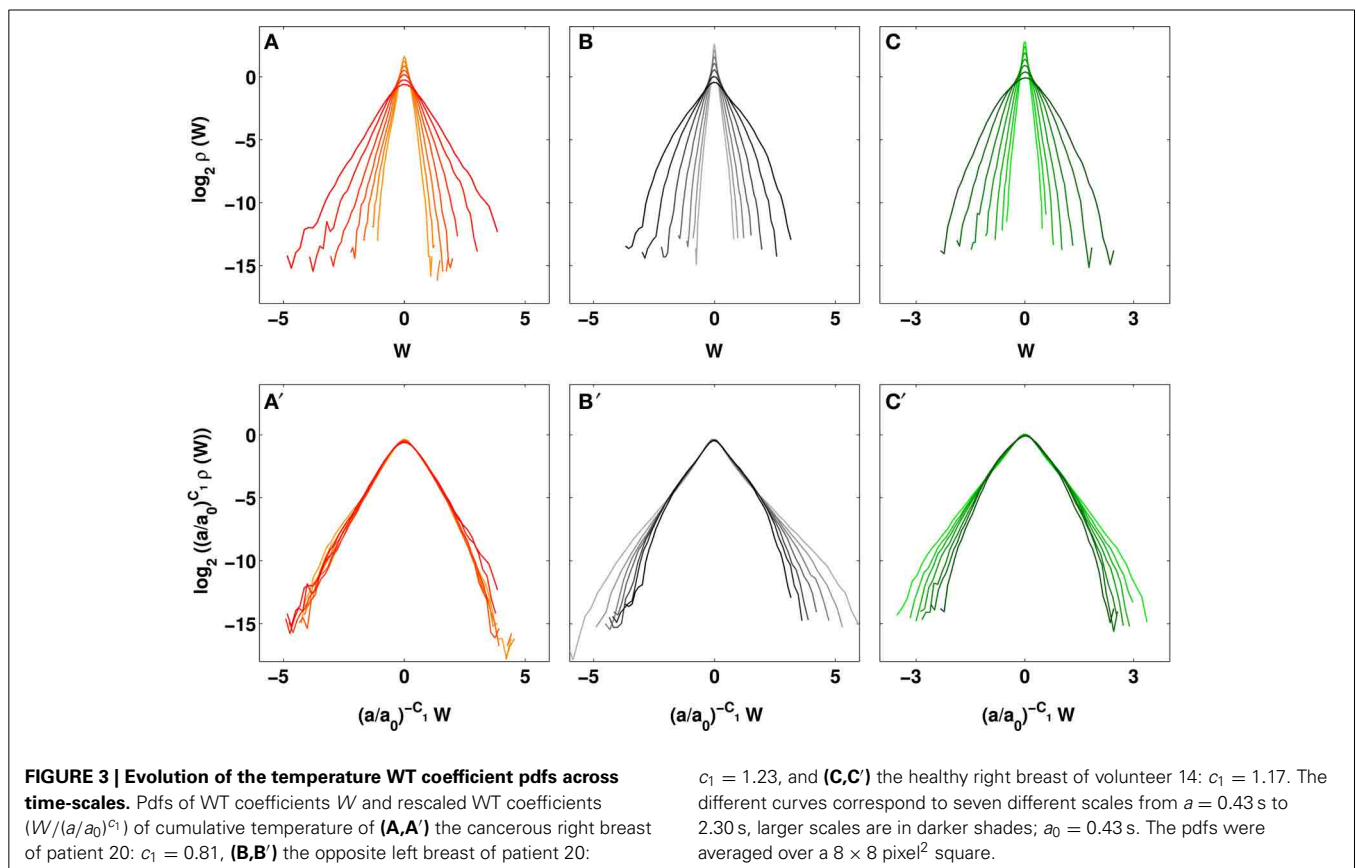 A
B
C
log₂ ρ (W)
0
−5
−10
−15
−5 0 5
−5 0 5
−3 0 3
W
W
W
A′
B′
C′
log₂ ((a/a₀)^C₁ ρ (W))
0
−5
−10
−15
−5 0 5
−5 0 5
−3 0 3
(a/a₀)^−C₁ W
(a/a₀)^−C₁ W
(a/a₀)^−C₁ W
FIGURE 3 | Evolution of the temperature WT coefficient pdfs across
time-scales. Pdfs of WT coefficients W and rescaled WT coefficients
(W/(a/a₀)^c₁) of cumulative temperature of (A,A′) the cancerous right breast
of patient 20: c₁ = 0.81, (B,B′) the opposite left breast of patient 20:
c₁ = 1.23, and (C,C′) the healthy right breast of volunteer 14: c₁ = 1.17. The
different curves correspond to seven different scales from a = 0.43 s to
2.30 s, larger scales are in darker shades; a₀ = 0.43 s. The pdfs were
averaged over a 8 × 8 pixel² square.